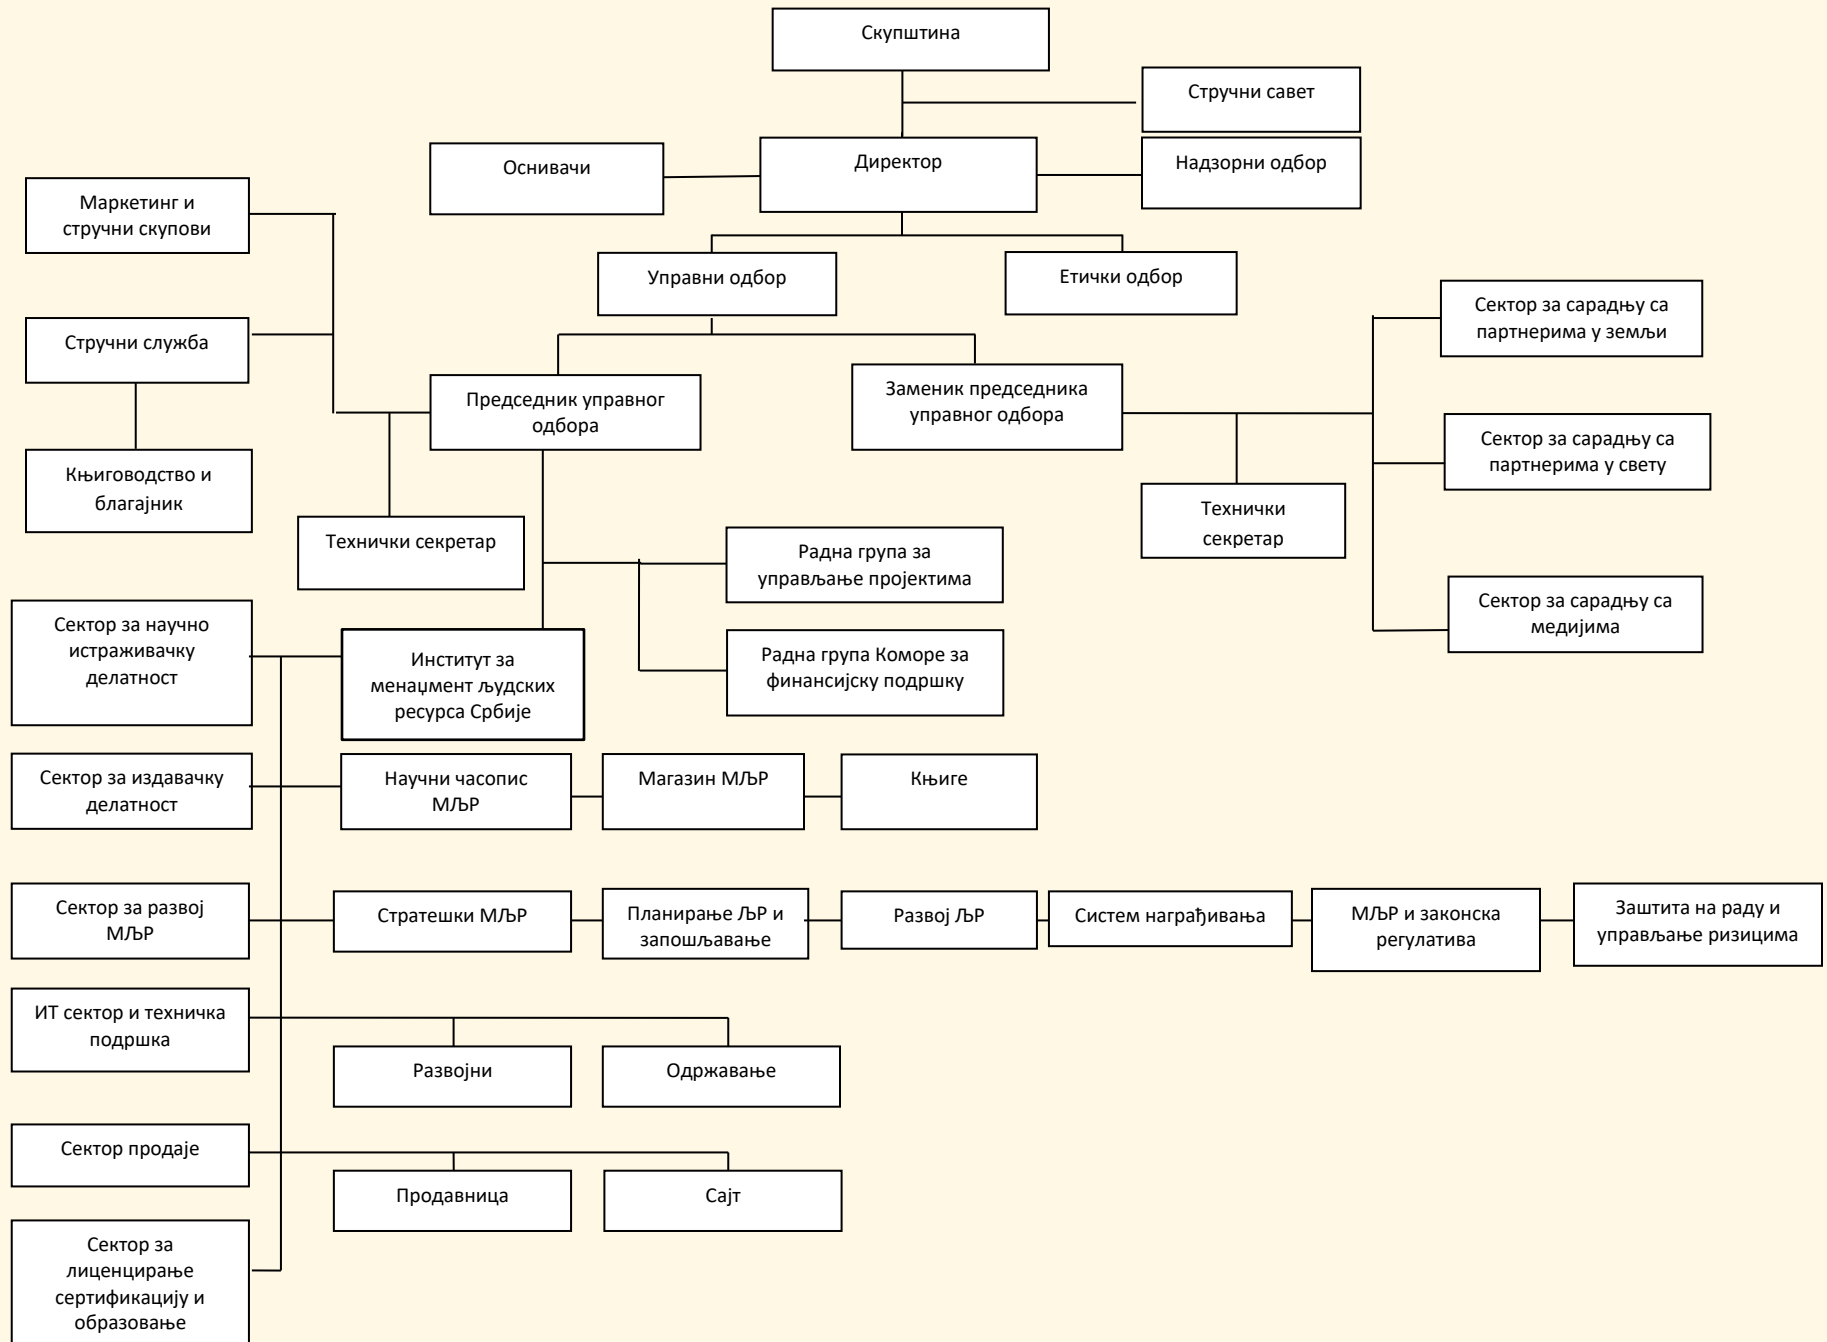 Скупштина
Стручни савет
Оснивачи
Директор
Надзорни одбор
Маркетинг и
стручни скупови
Управни одбор
Етички одбор
Сектор за сарадњу са
партнерима у земљи
Стручни служба
Председник управног
одбора
Заменик председника
управног одбора
Сектор за сарадњу са
партнерима у свету
Књиговодство и
благајник
Технички секретар
Технички
секретар
Радна група за
управљање пројектима
Сектор за сарадњу са
медијима
Сектор за научно
истраживачку
делатност
Институт за
менаџмент људских
ресурса Србије
Радна група Коморе за
финансијску подршку
Сектор за издавачку
делатност
Научни часопис
МЉР
Магазин МЉР
Књиге
Сектор за развој
МЉР
Стратешки МЉР
Планирање ЉР и
запошљавање
Развој ЉР
Систем награђивања
МЉР и законска
регулатива
Заштита на раду и
управљање ризицима
ИТ сектор и техничка
подршка
Развојни
Одржавање
Сектор продаје
Продавница
Сајт
Сектор за
лиценцирање
сертификацију и
образовање